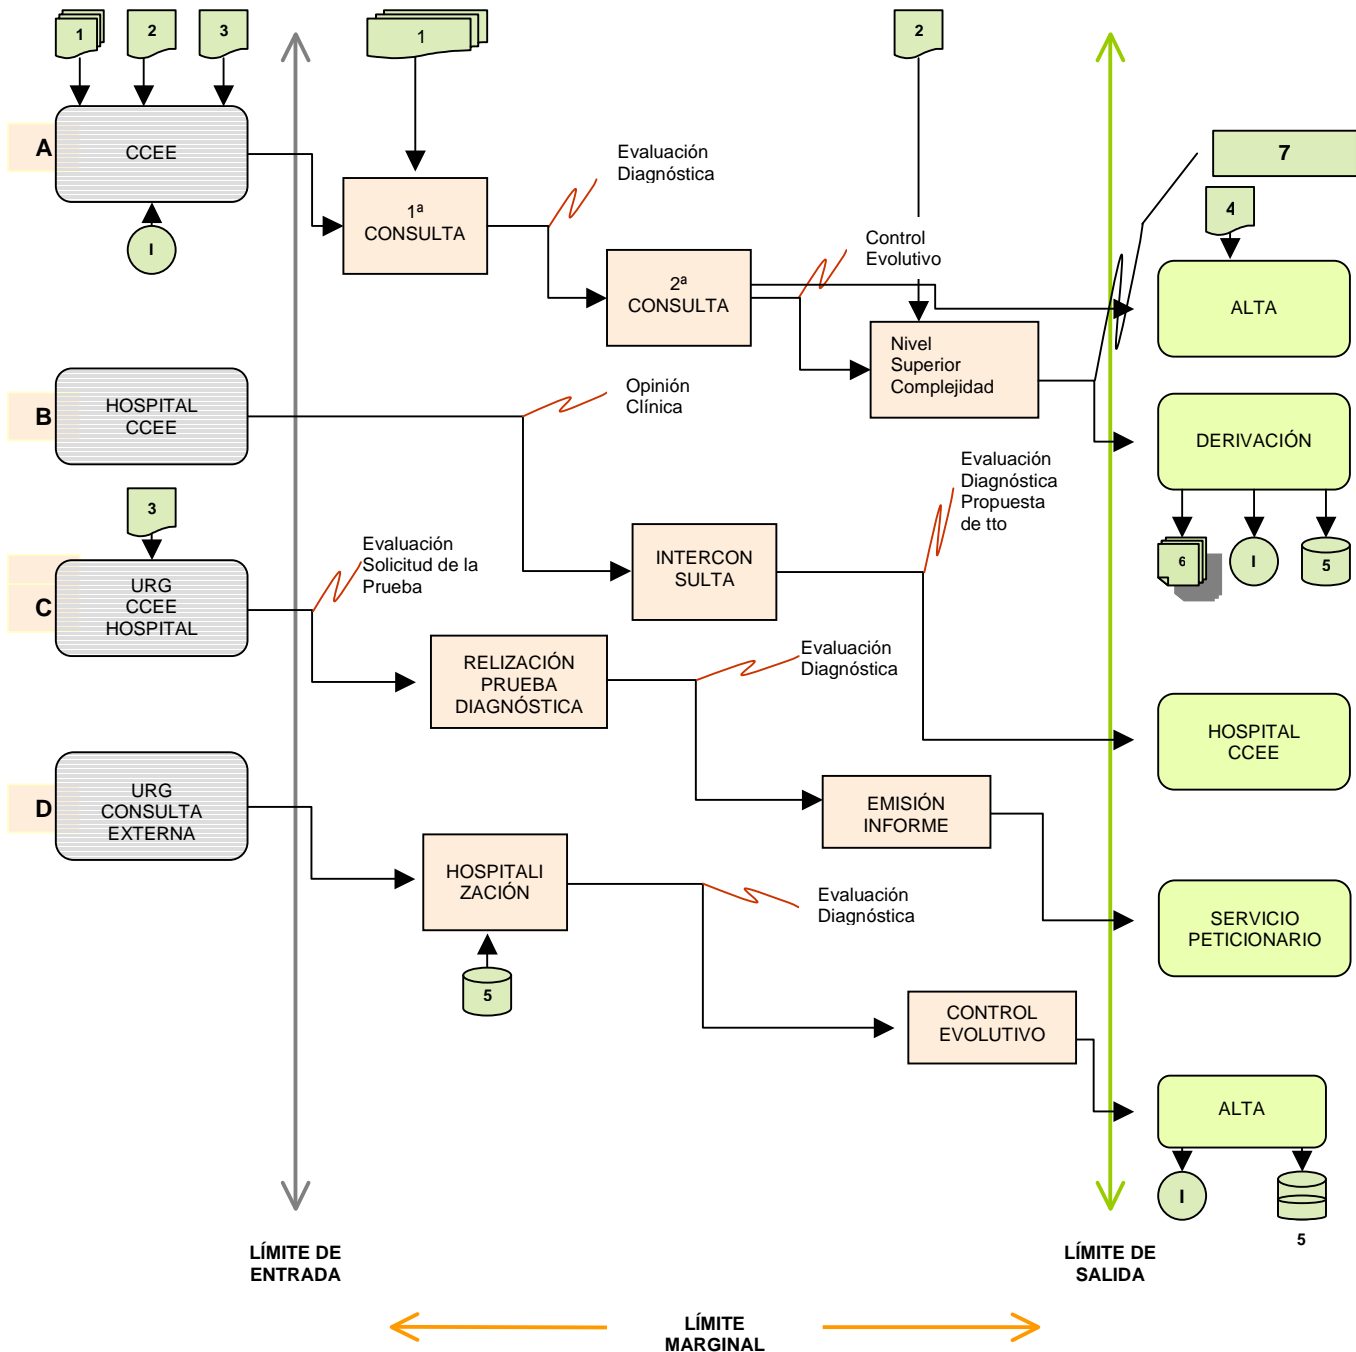 1
2
3
1
2
7
4
A
CCEE
I
Evaluación
Diagnóstica
1ª
CONSULTA
Control
Evolutivo
2ª
CONSULTA
ALTA
Nivel
Superior
Complejidad
B
HOSPITAL
CCEE
Opinión
Clínica
DERIVACIÓN
Evaluación
Diagnóstica
Propuesta
de tto
6
I
5
3
C
URG
CCEE
HOSPITAL
Evaluación
Solicitud de la
Prueba
INTERCON
SULTA
RELIZACIÓN
PRUEBA
DIAGNÓSTICA
Evaluación
Diagnóstica
HOSPITAL
CCEE
D
URG
CONSULTA
EXTERNA
EMISIÓN
INFORME
HOSPITALI
ZACIÓN
5
Evaluación
Diagnóstica
SERVICIO
PETICIONARIO
CONTROL
EVOLUTIVO
ALTA
I
5
LÍMITE DE
ENTRADA
LÍMITE DE
SALIDA
LÍMITE
MARGINAL